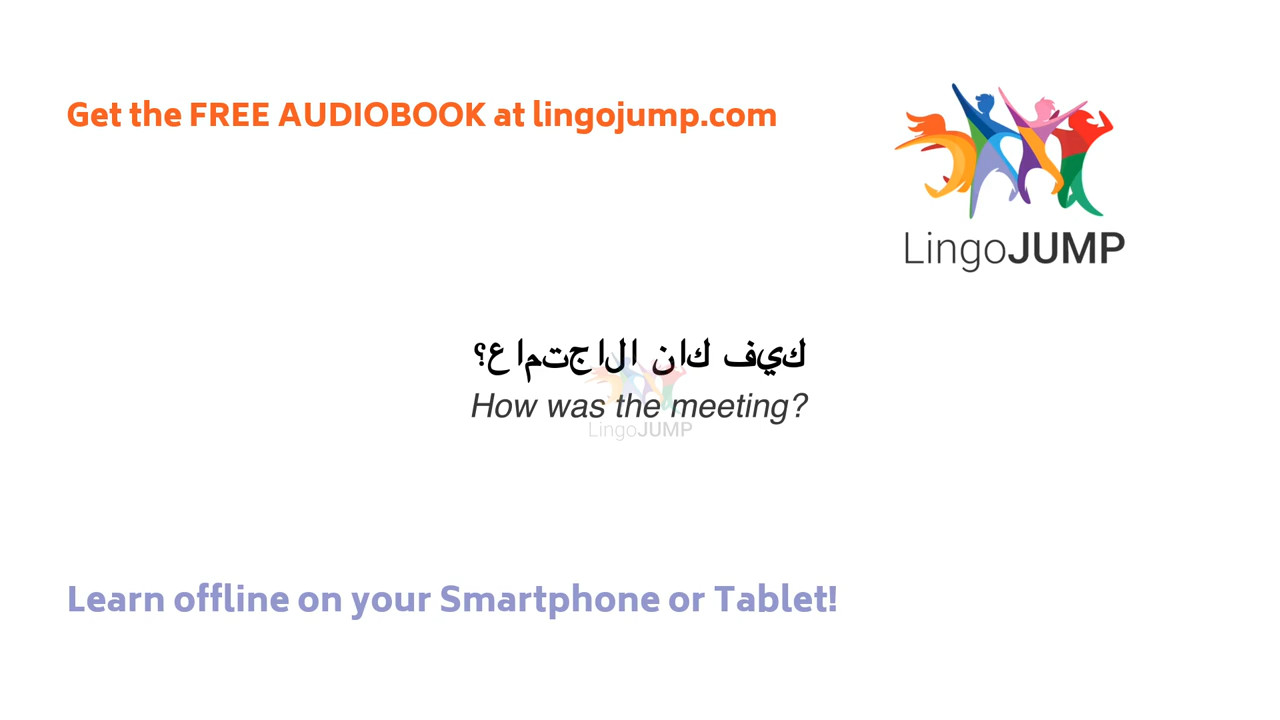 Get the FREE AUDIOBOOK at lingojump.com
LingoJUMP
كيف كان الاجتماع؟
How was the meeting?
LingoJUMP
Learn offline on your Smartphone or Tablet!